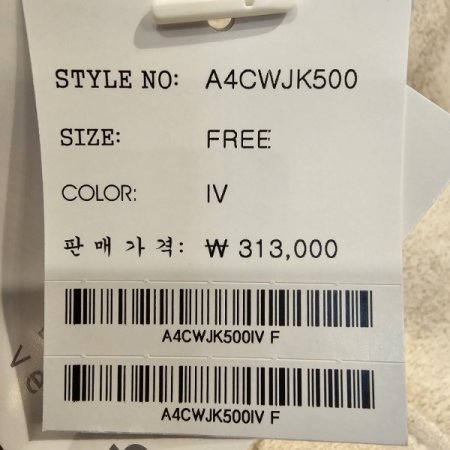 STYLE NO: A4CWJK500
SIZE: FREE
COLOR: IV
판매가격: ₩ 313,000
A4CWJK500IV F
A4CWJK500IV F